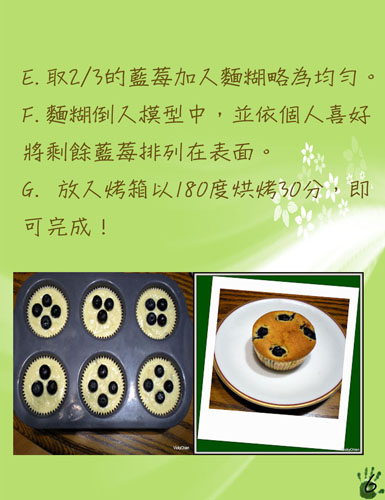 E. 取2/3的藍莓加入麵糊略為均勻。
F. 麵糊倒入模型中，並依個人喜好
將剩餘藍莓排列在表面。
G. 放入烤箱以180度烘烤30分，即
可完成！
6